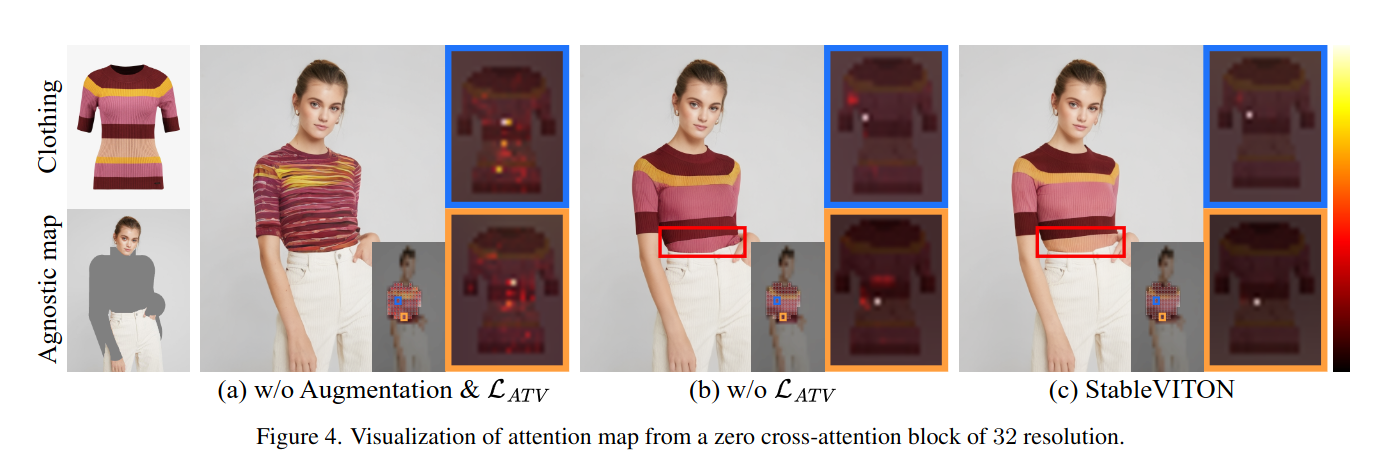 Clothing
Agnostic map
(a) w/o Augmentation & ℒ_ATV
(b) w/o ℒ_ATV
(c) StableVITON
Figure 4. Visualization of attention map from a zero cross-attention block of 32 resolution.